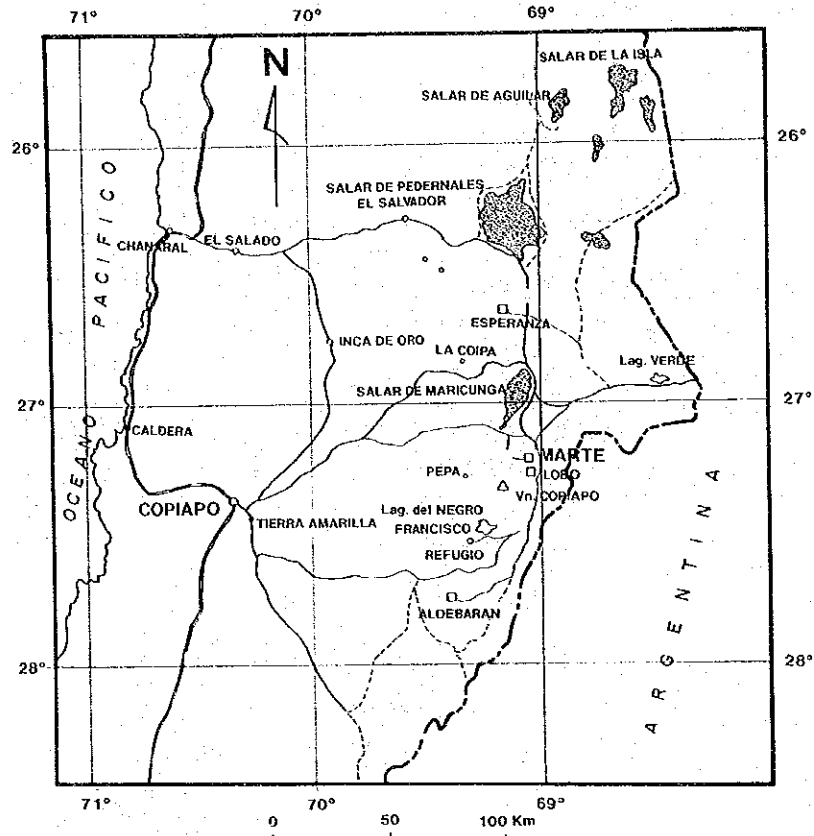 71° 70° 69°
N
SALAR DE LA ISLA
SALAR DE AGUILAR
26° 26°
SALAR DE PEDERNALES
EL SALVADOR
CHANARAL
EL SALADO
OCEANO PACIFICO
ESPERANZA
INCA DE ORO
LA COIPA
Lag. VERDE
SALAR DE MARICUNGA
27° 27°
CALDERA
MARTE
PEPA
LOBO
Vn. COPIAPO
COPIAPO
Lag. del NEGRO
FRANCISCO
TIERRA AMARILLA
REFUGIO
ALDEBARAN
ARGENTINA
28° 28°
71° 70° 69°
0 50 100 Km